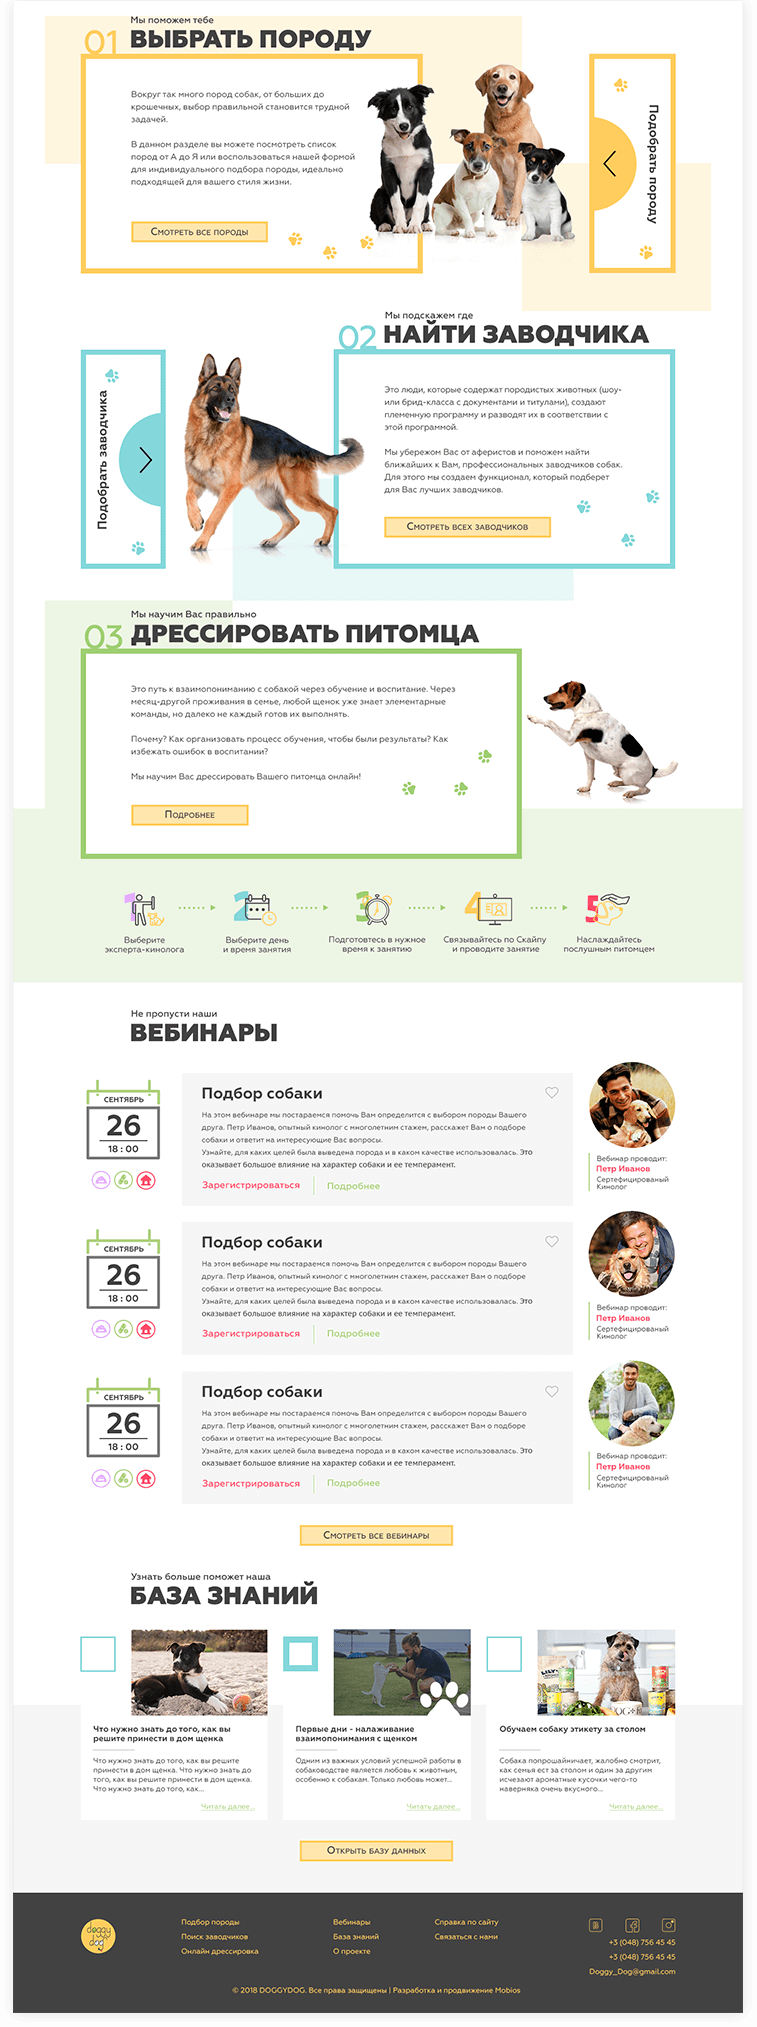 Мы поможем тебе
01 ВЫБРАТЬ ПОРОДУ
Вокруг так много пород собак, от больших до
крошечных, выбор правильной становится трудной
задачей.
В данном разделе вы можете посмотреть список
пород от А до Я или воспользоваться нашей формой
для индивидуального подбора породы, идеально
подходящей для вашего стиля жизни.
Смотреть все породы
Подобрать породу
Мы подскажем где
02 НАЙТИ ЗАВОДЧИКА
Подобрать заводчика
Это люди, которые содержат породистых животных (шоу-
или брид-класса с документами и титулами), создают
племенную программу и разводят их в соответствии с
этой программой.
Мы убережом Вас от аферистов и поможем найти
ближайших к Вам, профессиональных заводчиков собак.
Для этого мы создаем функционал, который подберет
для Вас лучших заводчиков.
Смотреть всех заводчиков
Мы научим Вас правильно
03 ДРЕССИРОВАТЬ ПИТОМЦА
Это путь к взаимопониманию с собакой через обучение и воспитание. Через
месяц-другой проживания в семье, любой щенок уже знает элементарные
команды, но далеко не каждый готов их выполнять.
Почему? Как организовать процесс обучения, чтобы были результаты? Как
избежать ошибок в воспитании?
Мы научим Вас дрессировать Вашего питомца онлайн!
Подробнее
1 2 3 4 5
Выберите
эксперта-кинолога
Выберите день
и время занятия
Подготовтесь в нужное
время к занятию
Связывайтесь по Скайпу
и проводите занятие
Наслаждайтесь
послушным питомцем
Не пропусти наши
ВЕБИНАРЫ
СЕНТЯБРЬ
26
18 : 00
Подбор собаки
На этом вебинаре мы постараемся помочь Вам определится с выбором породы Вашего
друга. Петр Иванов, опытный кинолог с многолетним стажем, расскажет Вам о подборе
собаки и ответит на интересующие Вас вопросы.
Узнайте, для каких целей была выведена порода и в каком качестве использовалась. Это
оказывает большое влияние на характер собаки и ее темперамент.
Зарегистрироваться
Подробнее
Вебинар проводит:
Петр Иванов
Сертефицированый
Кинолог
СЕНТЯБРЬ
26
18 : 00
Подбор собаки
На этом вебинаре мы постараемся помочь Вам определится с выбором породы Вашего
друга. Петр Иванов, опытный кинолог с многолетним стажем, расскажет Вам о подборе
собаки и ответит на интересующие Вас вопросы.
Узнайте, для каких целей была выведена порода и в каком качестве использовалась. Это
оказывает большое влияние на характер собаки и ее темперамент.
Зарегистрироваться
Подробнее
Вебинар проводит:
Петр Иванов
Сертефицированый
Кинолог
СЕНТЯБРЬ
26
18 : 00
Подбор собаки
На этом вебинаре мы постараемся помочь Вам определится с выбором породы Вашего
друга. Петр Иванов, опытный кинолог с многолетним стажем, расскажет Вам о подборе
собаки и ответит на интересующие Вас вопросы.
Узнайте, для каких целей была выведена порода и в каком качестве использовалась. Это
оказывает большое влияние на характер собаки и ее темперамент.
Зарегистрироваться
Подробнее
Вебинар проводит:
Петр Иванов
Сертефицированый
Кинолог
Смотреть все вебинары
Узнать больше поможет наша
БАЗА ЗНАНИЙ
Что нужно знать до того, как вы
решите принести в дом щенка
Что нужно знать до того, как вы решите
принести в дом щенка. Что нужно знать до
того, как вы решите принести в дом щенка.
Что нужно знать до того, как...
Читать далее...
Первые дни - налаживание
взаимопонимания с щенком
Одним из важных условий успешной работы в
собаководстве является любовь к животным,
особенно к собакам. Только любовь может...
Читать далее...
Обучаем собаку этикету за столом
Собака попрошайничает, жалобно смотрит,
как семья ест за столом и один за другим
исчезают ароматные кусочки чего-то
наверняка очень вкусного...
Читать далее...
Открыть базу данных
doggy
dog
Подбор породы
Поиск заводчиков
Онлайн дрессировка
Вебинары
База знаний
О проекте
Справка по сайту
Связаться с нами
+3 (048) 756 45 45
+3 (048) 756 45 45
Doggy_Dog@gmail.com
© 2018 DOGGYDOG. Все права защищены | Разработка и продвижение Mobios